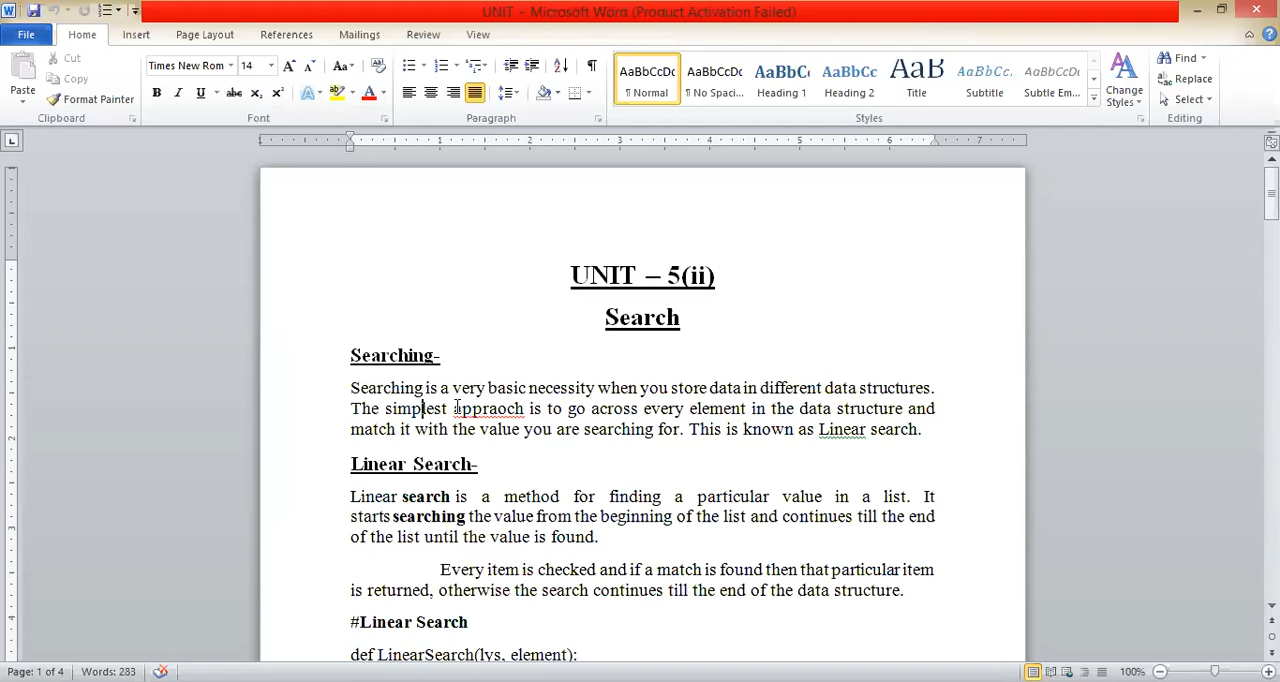 UNIT - Microsoft Word (Product Activation Failed)
File Home Insert Page Layout References Mailings Review View
Cut
Copy
Format Painter
Paste
Clipboard
Times New Rom 14
Font
Paragraph
AaBbCcDc AaBbCcDc AaBbCc AaBbCc AaB AaBbCc. AaBbCcDc
¶ Normal ¶ No Spaci... Heading 1 Heading 2 Title Subtitle Subtle Em...
Styles
Change Styles
Find
Replace
Select
Editing
UNIT – 5(ii)
Search
Searching-
Searching is a very basic necessity when you store data in different data structures.
The simplest appraoch is to go across every element in the data structure and
match it with the value you are searching for. This is known as Linear search.
Linear Search-
Linear search is a method for finding a particular value in a list. It
starts searching the value from the beginning of the list and continues till the end
of the list until the value is found.
Every item is checked and if a match is found then that particular item
is returned, otherwise the search continues till the end of the data structure.
#Linear Search
def LinearSearch(lys, element):
Page: 1 of 4 Words: 283 100%